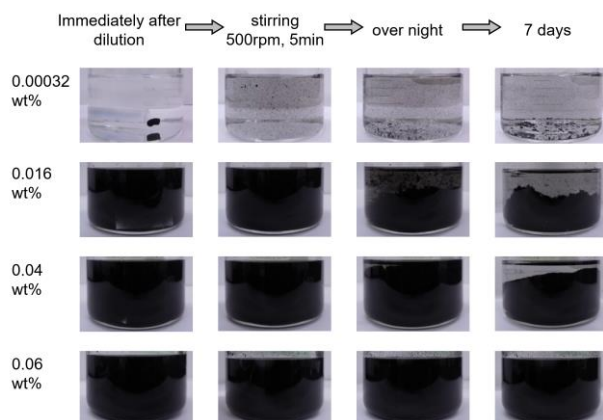 Immediately after
dilution
stirring
500rpm, 5min
over night
7 days
0.00032
wt%
0.016
wt%
0.04
wt%
0.06
wt%